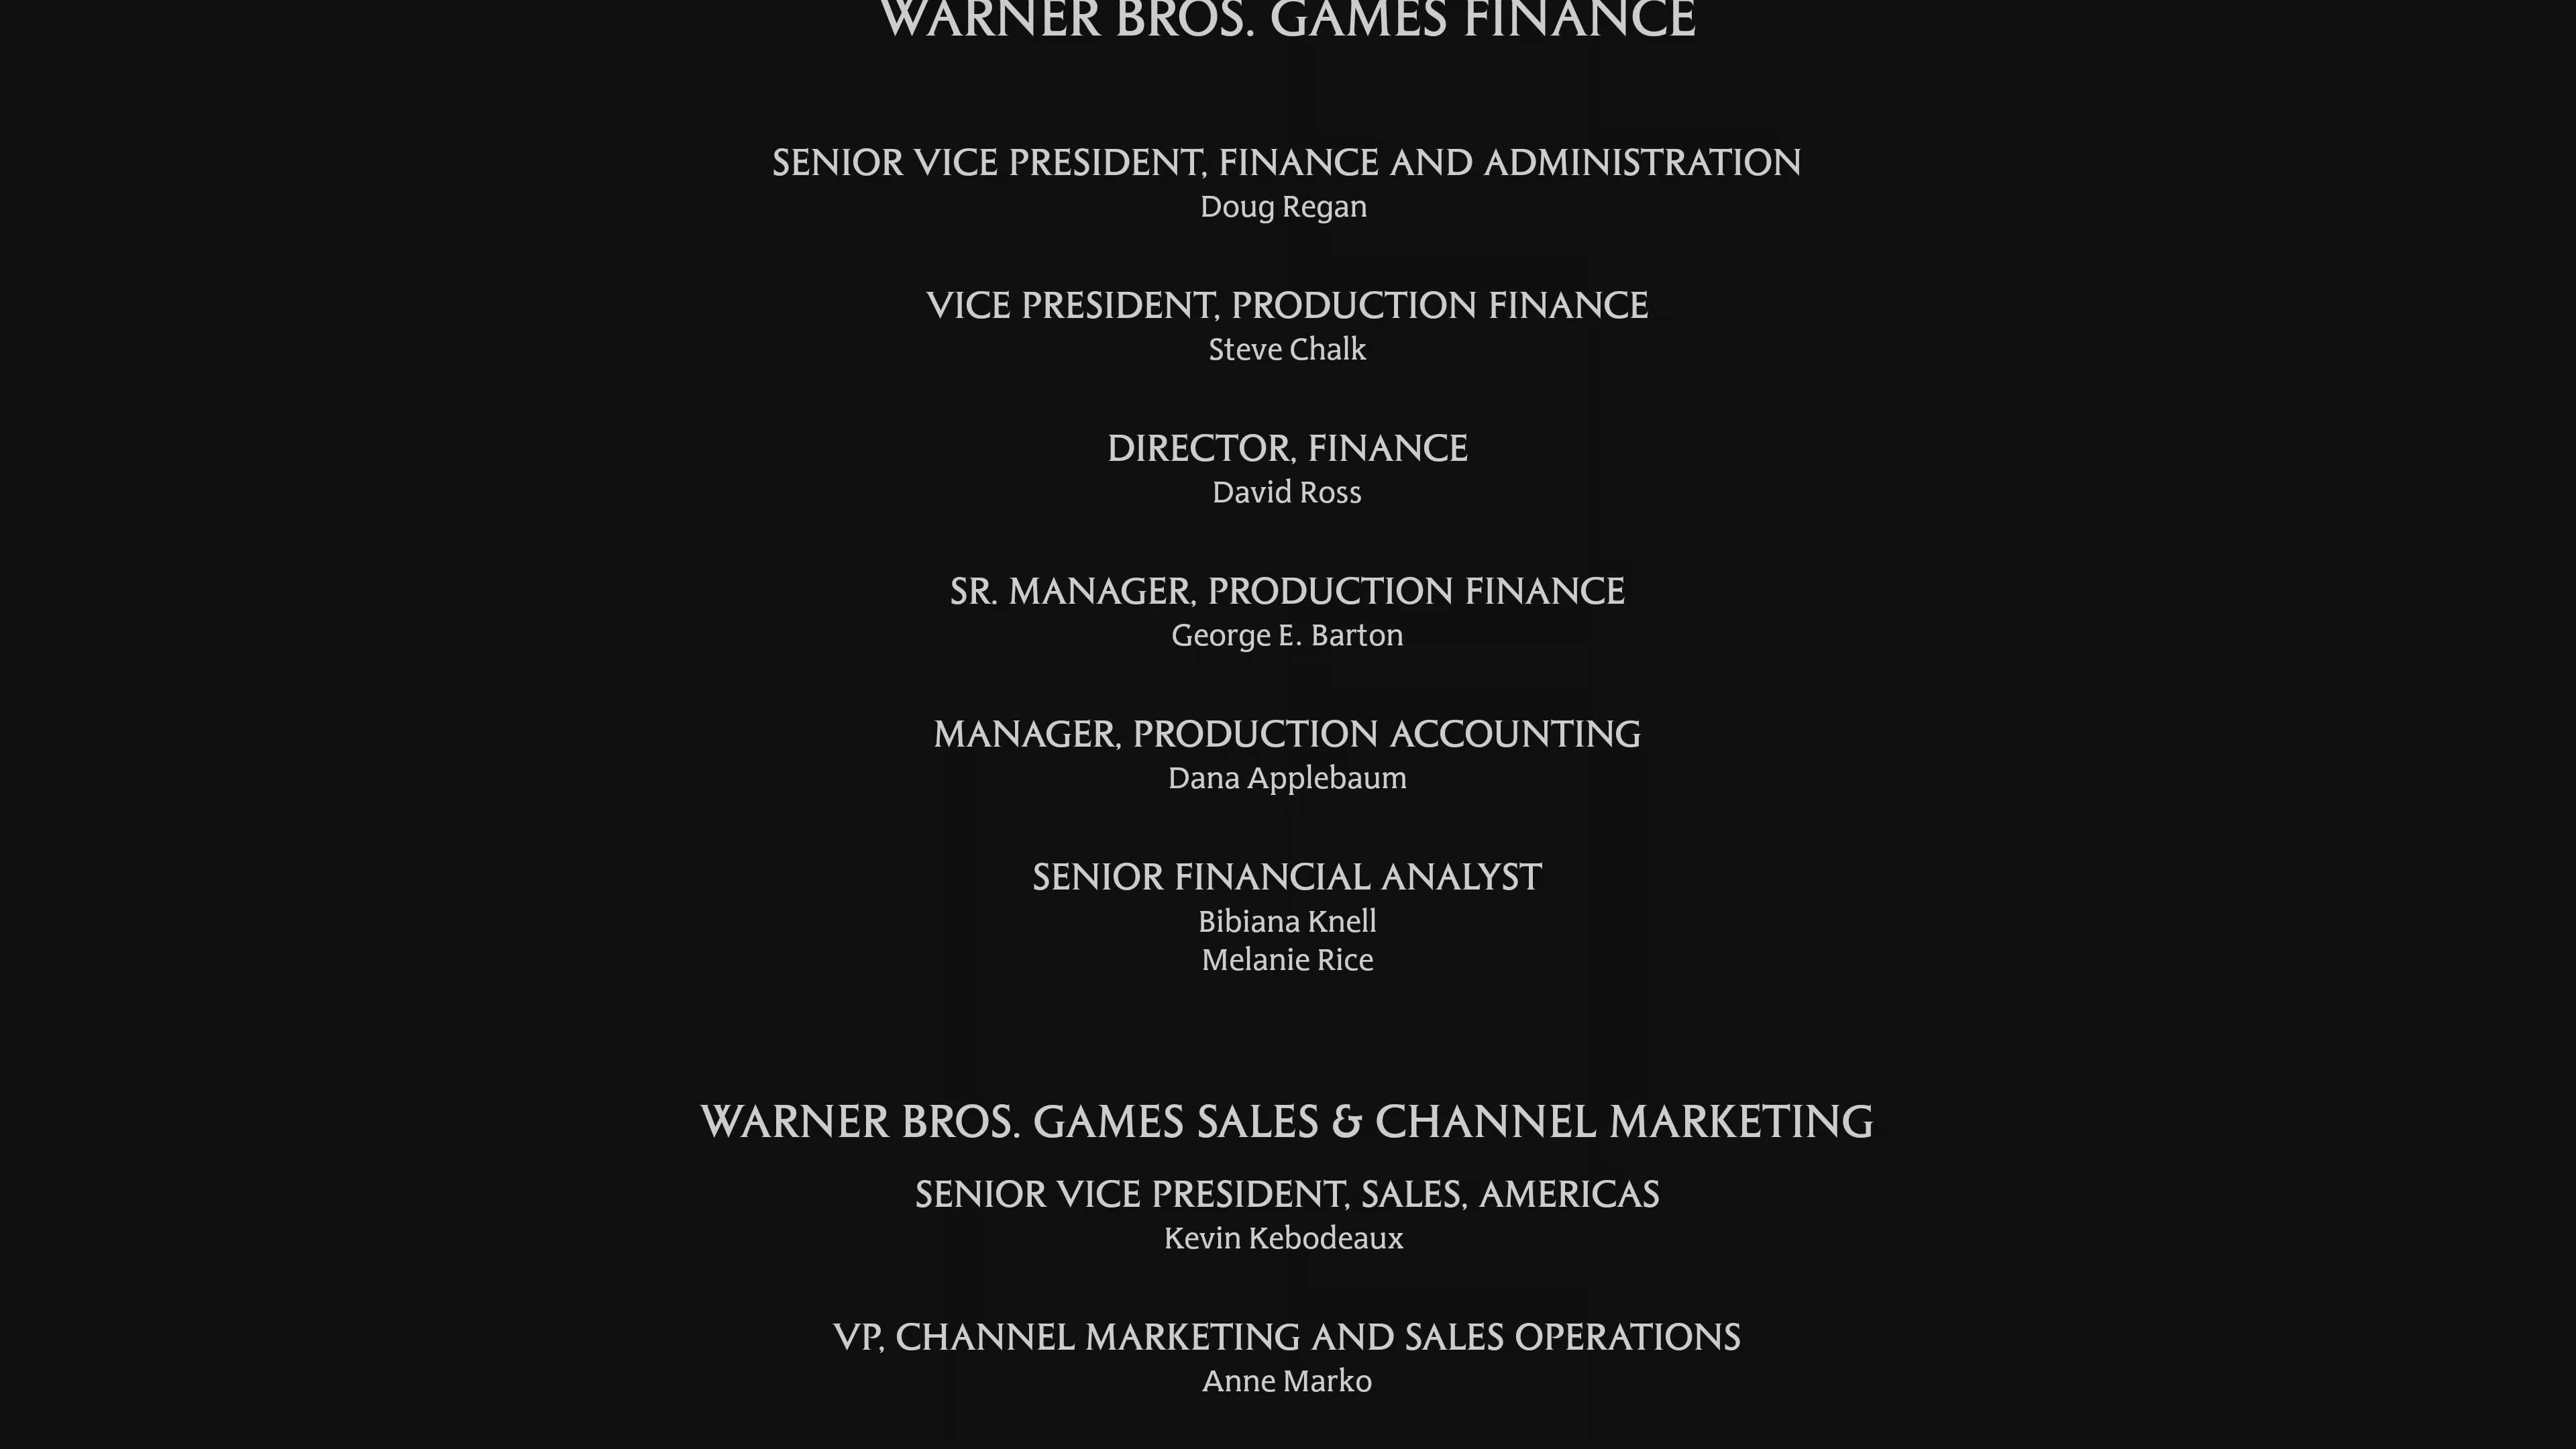 WARNER BROS. GAMES FINANCE
SENIOR VICE PRESIDENT, FINANCE AND ADMINISTRATION
Doug Regan
VICE PRESIDENT, PRODUCTION FINANCE
Steve Chalk
DIRECTOR, FINANCE
David Ross
SR. MANAGER, PRODUCTION FINANCE
George E. Barton
MANAGER, PRODUCTION ACCOUNTING
Dana Applebaum
SENIOR FINANCIAL ANALYST
Bibiana Knell
Melanie Rice
WARNER BROS. GAMES SALES & CHANNEL MARKETING
SENIOR VICE PRESIDENT, SALES, AMERICAS
Kevin Kebodeaux
VP, CHANNEL MARKETING AND SALES OPERATIONS
Anne Marko